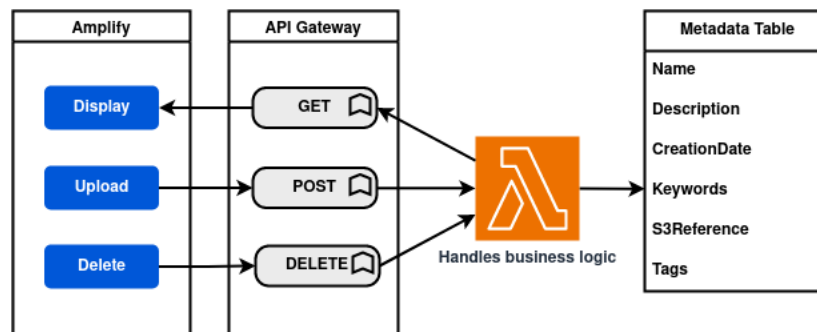 Amplify
API Gateway
Metadata Table
Display
GET
Upload
POST
Delete
DELETE
Handles business logic
Name
Description
CreationDate
Keywords
S3Reference
Tags